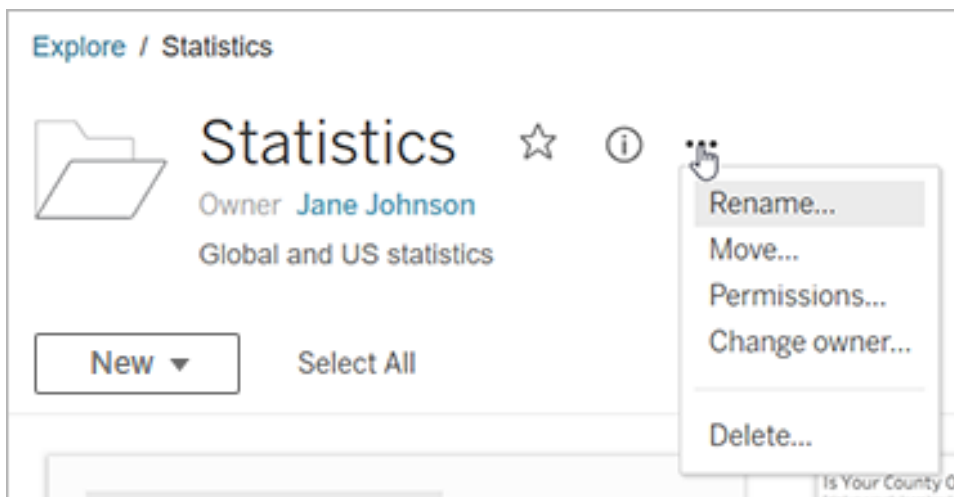 Explore / Statistics
Statistics
Owner Jane Johnson
Global and US statistics
Rename...
Move...
Permissions...
Change owner...
Delete...
New
Select All
Is Your County